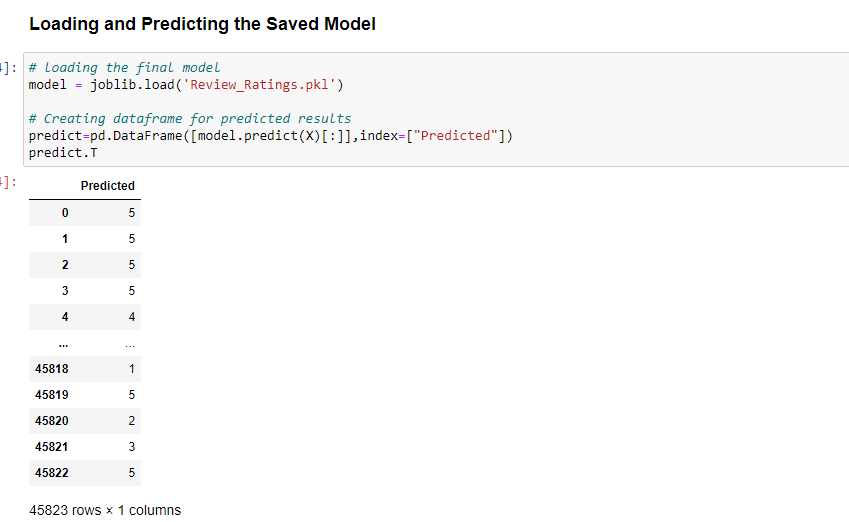 Loading and Predicting the Saved Model
]: # Loading the final model
model = joblib.load('Review_Ratings.pkl')
# Creating dataframe for predicted results
predict=pd.DataFrame([model.predict(X)[:]],index=["Predicted"])
predict.T
]:
Predicted
0 5
1 5
2 5
3 5
4 4
... ...
45818 1
45819 5
45820 2
45821 3
45822 5
45823 rows × 1 columns